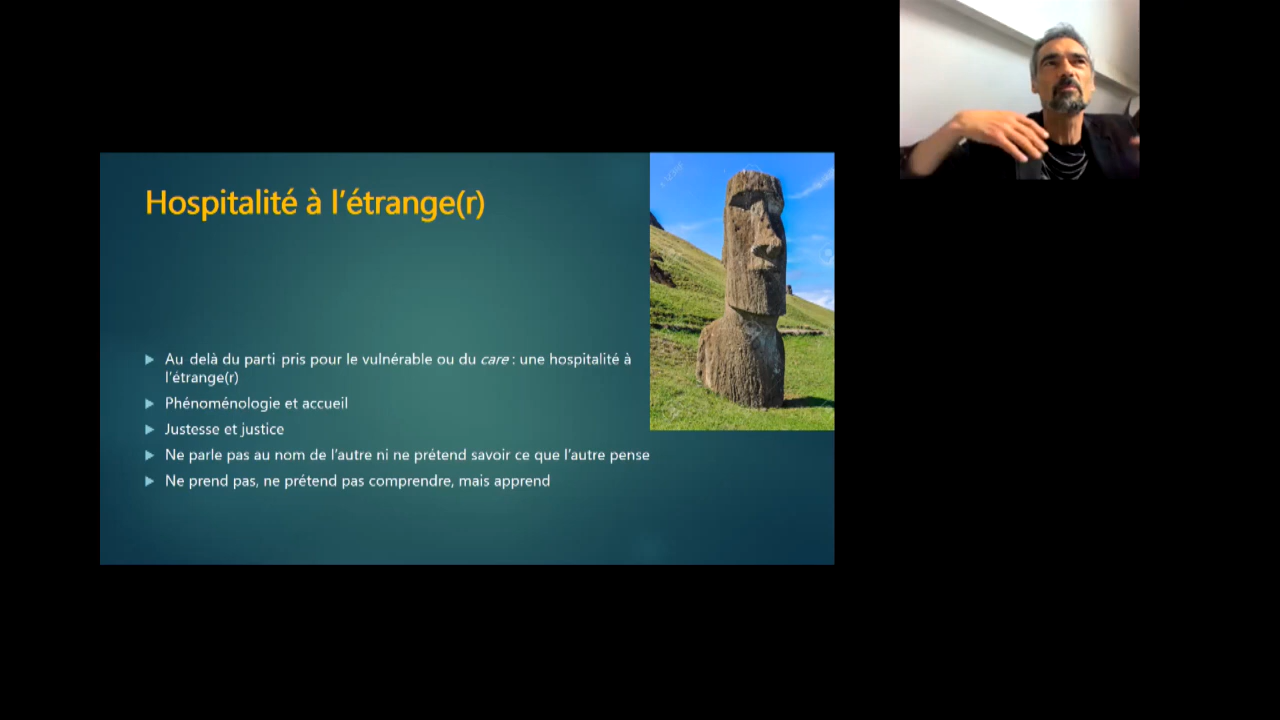 Hospitalité à l'étrange(r)
Au delà du parti pris pour le vulnérable ou du care : une hospitalité à
l'étrange(r)
Phénoménologie et accueil
Justesse et justice
Ne parle pas au nom de l'autre ni ne prétend savoir ce que l'autre pense
Ne prend pas, ne prétend pas comprendre, mais apprend